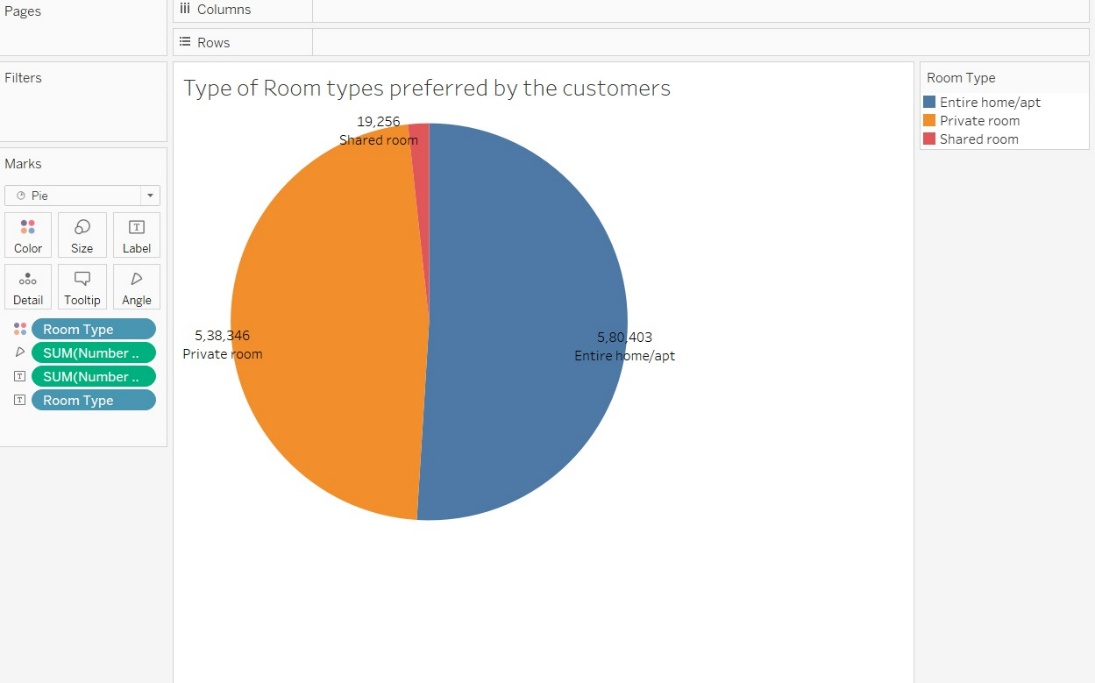 Pages
Columns
Rows
Filters
Marks
Pie
Color
Size
Label
Detail
Tooltip
Angle
Room Type
SUM(Number ..
SUM(Number ..
Room Type
Type of Room types preferred by the customers
19,256
Shared room
5,38,346
Private room
5,80,403
Entire home/apt
Room Type
Entire home/apt
Private room
Shared room